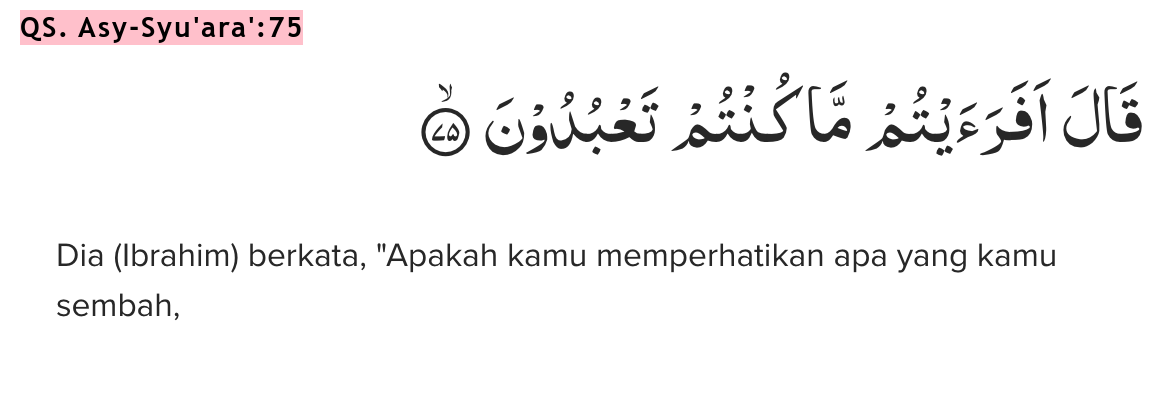 QS. Asy-Syu'ara':75
قَالَ اَفَرَءَيْتُمْ مَّا كُنْتُمْ تَعْبُدُوْنَ ۙ ٧٥
Dia (Ibrahim) berkata, "Apakah kamu memperhatikan apa yang kamu
sembah,